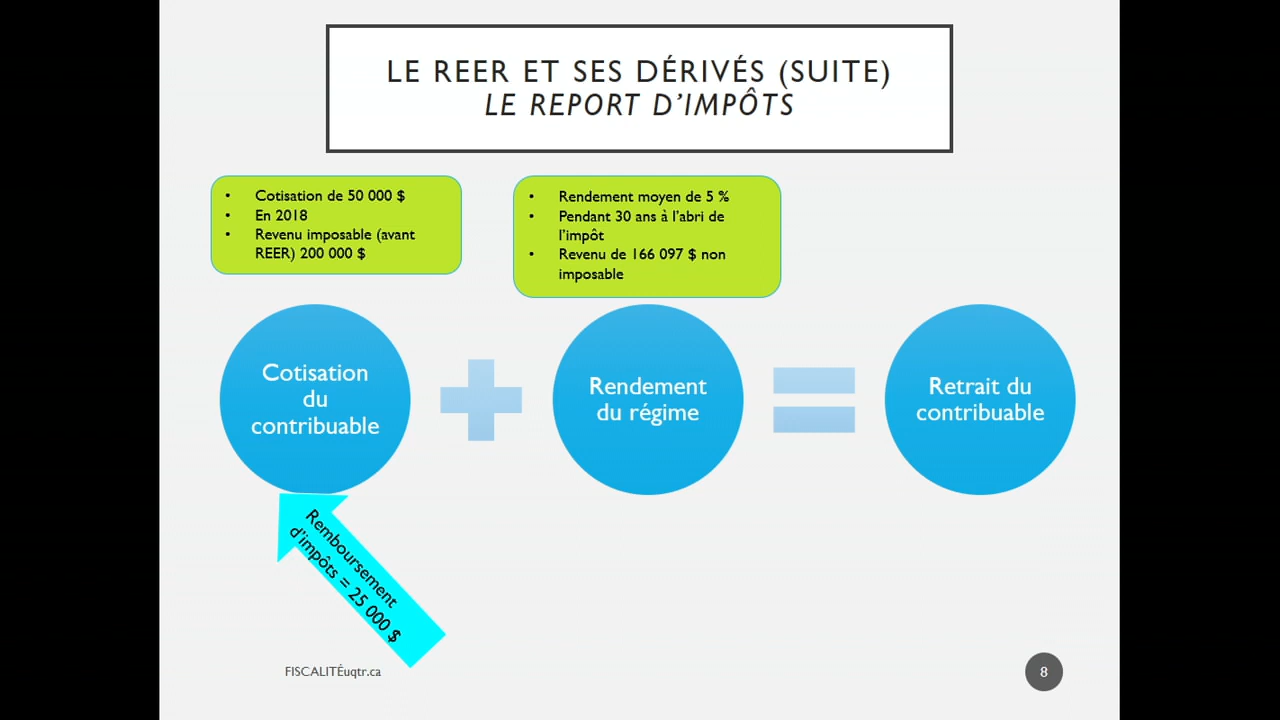 LE REER ET SES DÉRIVÉS (SUITE)
LE REPORT D'IMPÔTS
• Cotisation de 50 000 $
• En 2018
• Revenu imposable (avant
REER) 200 000 $
• Rendement moyen de 5 %
• Pendant 30 ans à l'abri de
l'impôt
• Revenu de 166 097 $ non
imposable
Cotisation
du
contribuable
Rendement
du régime
Retrait du
contribuable
Remboursement
d'impôts = 25 000 $
FISCALITÉuqtr.ca
8